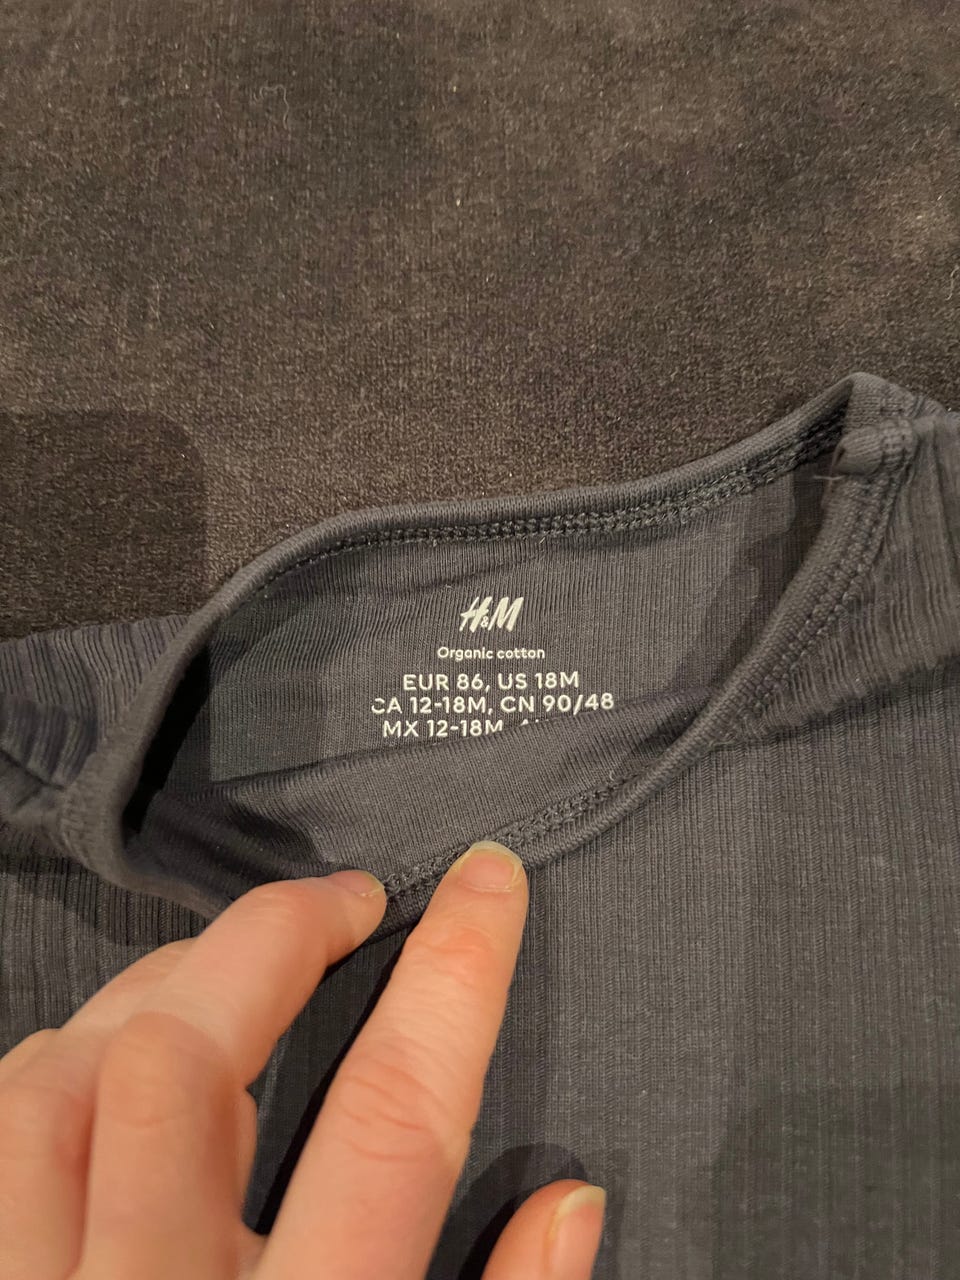 H&M
Organic cotton
EUR 86, US 18M
CA 12-18M, CN 90/48
MX 12-18M,